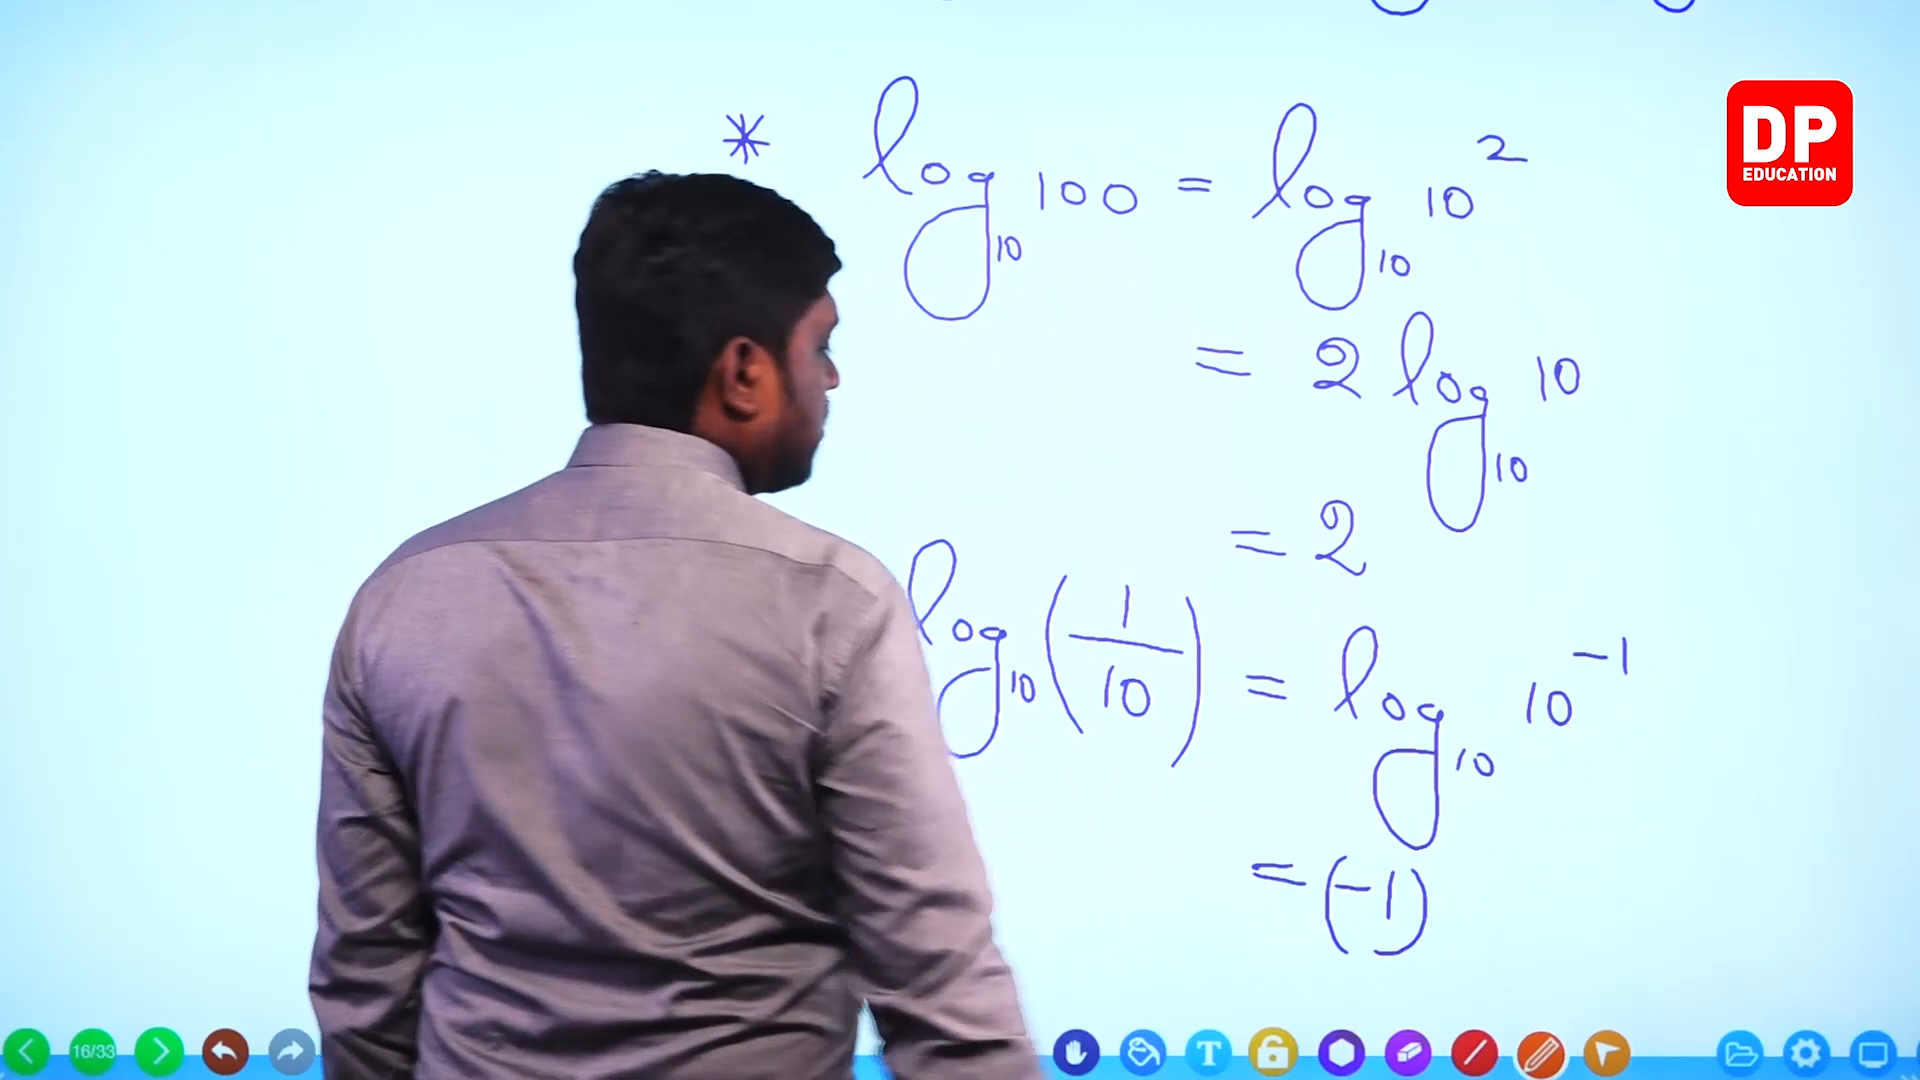 DP
EDUCATION
* log₁₀ 100 = log₁₀ 10²
= 2 log₁₀ 10
= 2
log₁₀ (1/10) = log₁₀ 10⁻¹
= (-1)
16/33
T